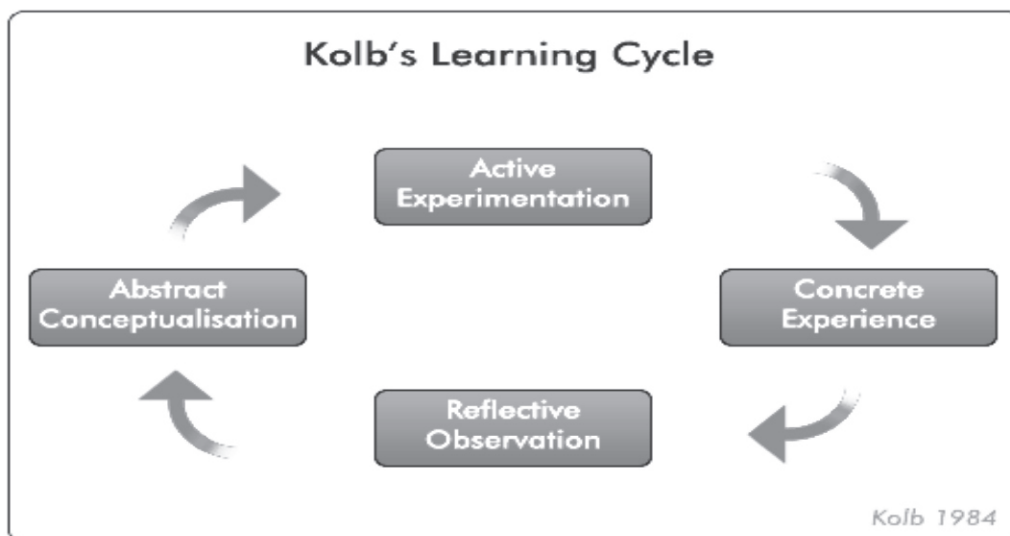 Kolb's Learning Cycle
Active
Experimentation
Abstract
Conceptualisation
Concrete
Experience
Reflective
Observation
Kolb 1984